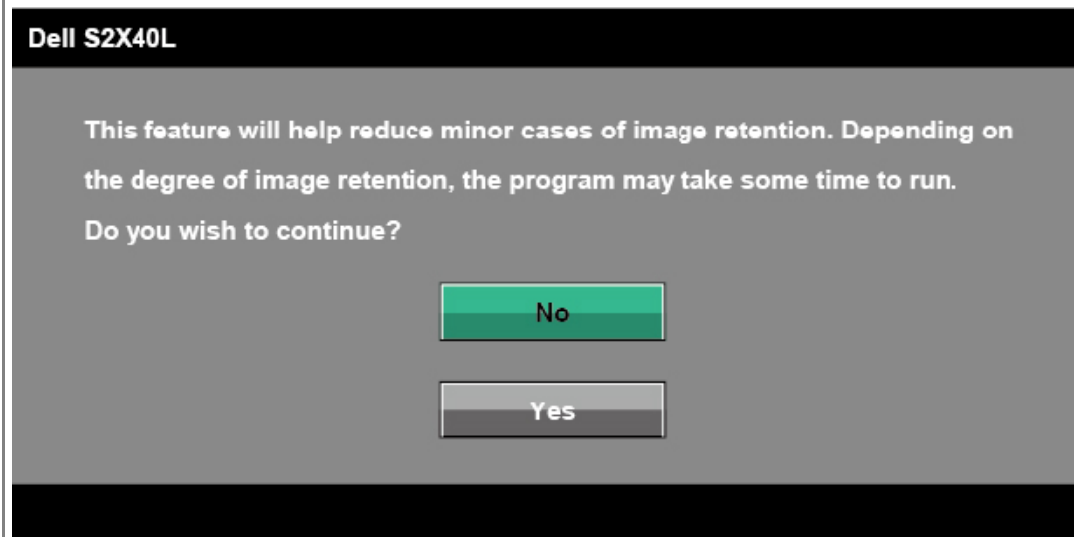 Dell S2X40L
This feature will help reduce minor cases of image retention. Depending on
the degree of image retention, the program may take some time to run.
Do you wish to continue?
No
Yes